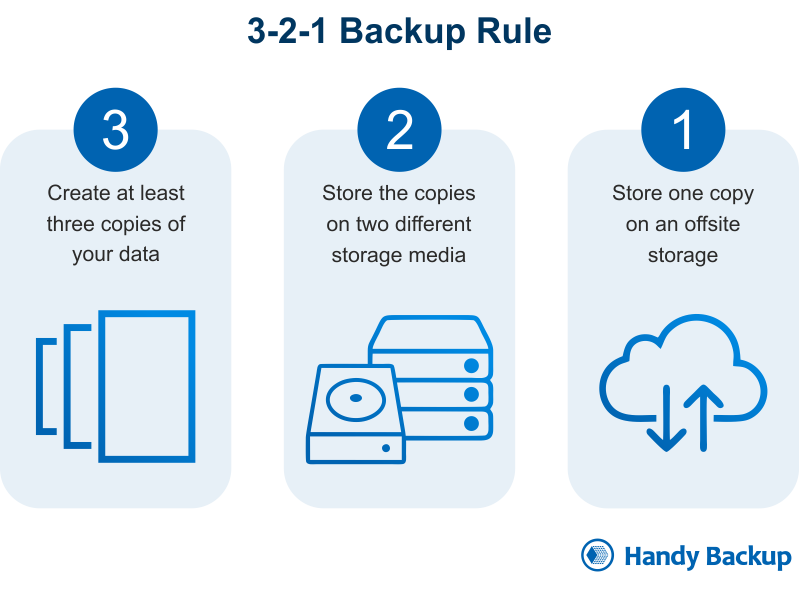 3-2-1 Backup Rule
3
Create at least
three copies of
your data
2
Store the copies
on two different
storage media
1
Store one copy
on an offsite
storage
Handy Backup